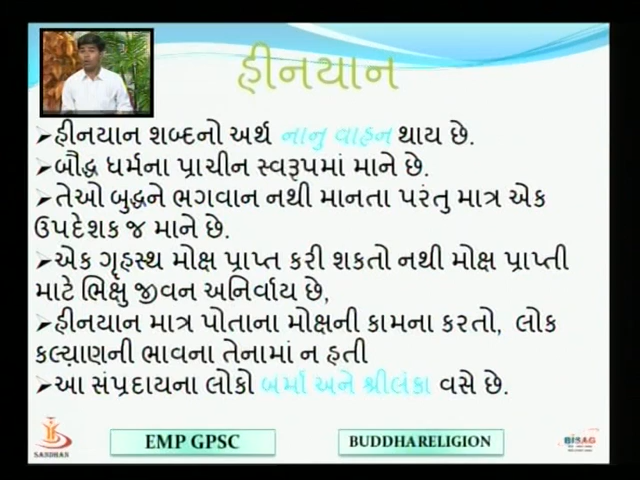 હીનયાન
➢હીનયાન શબ્દનો અર્થ નાનુ વાહન થાય છે.
➢બૌદ્ધ ધર્મના પ્રાચીન સ્વરૂપમાં માને છે.
➢તેઓ બુદ્ધને ભગવાન નથી માનતા પરંતુ માત્ર એક
ઉપદેશક જ માને છે.
➢એક ગૃહસ્થ મોક્ષ પ્રાપ્ત કરી શકતો નથી મોક્ષ પ્રાપ્તી
માટે ભિક્ષુ જીવન અનિર્વાય છે,
➢હીનયાન માત્ર પોતાના મોક્ષની કામના કરતો, લોક
કલ્યાણની ભાવના તેનામાં ન હતી
➢આ સંપ્રદાયના લોકો બર્મા અને શ્રીલંકા વસે છે.
SANDHAN
EMP GPSC
BUDDHA RELIGION
BISAG